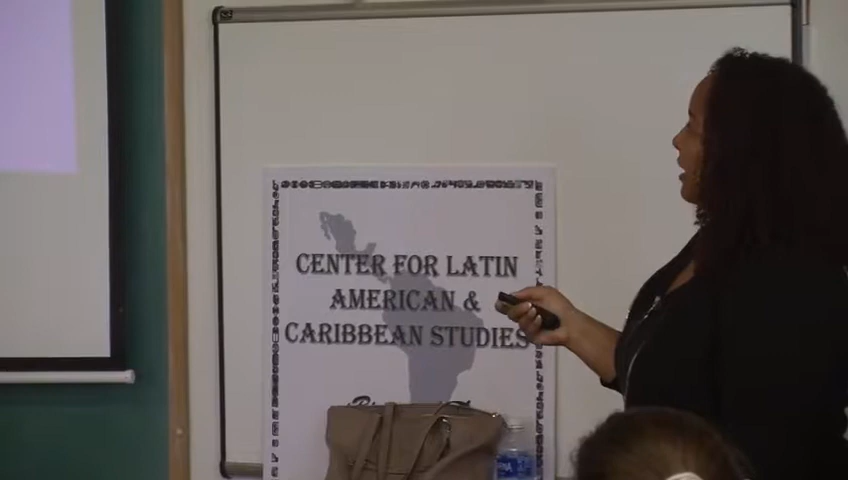 CENTER FOR LATIN
AMERICAN &
CARIBBEAN STUDIES